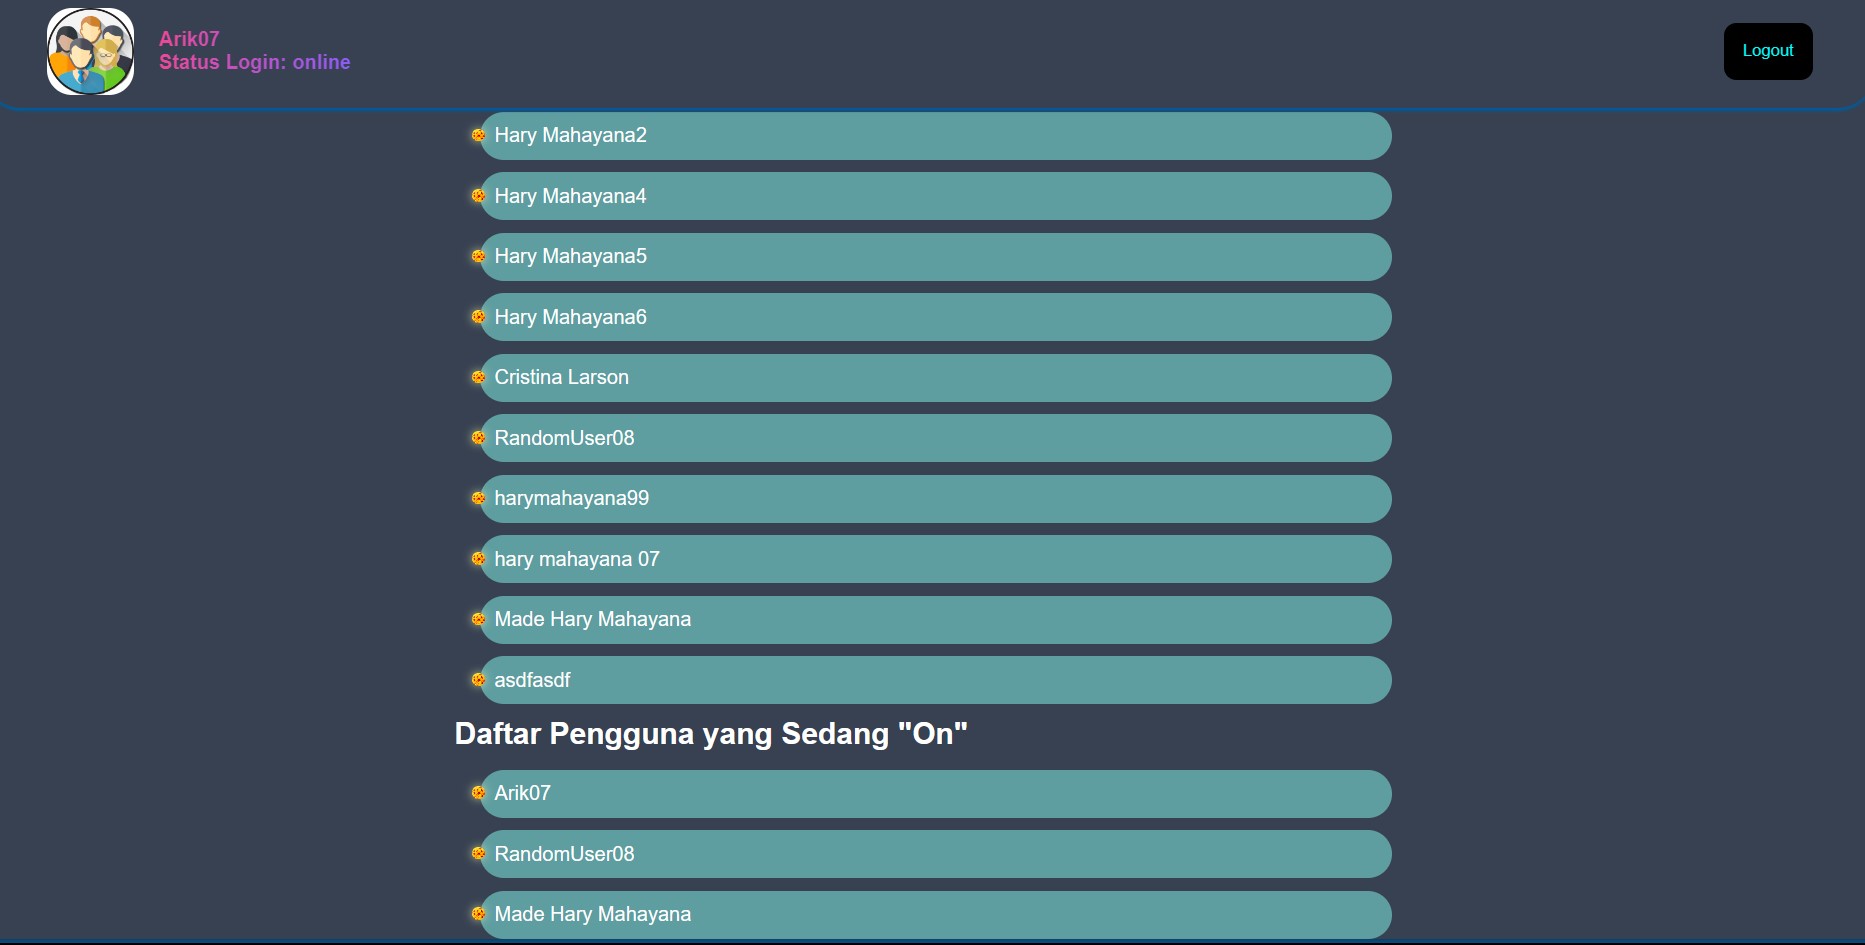 Arik07
Status Login: online
Logout
Hary Mahayana2
Hary Mahayana4
Hary Mahayana5
Hary Mahayana6
Cristina Larson
RandomUser08
harymahayana99
hary mahayana 07
Made Hary Mahayana
asdfasdf
Daftar Pengguna yang Sedang "On"
Arik07
RandomUser08
Made Hary Mahayana